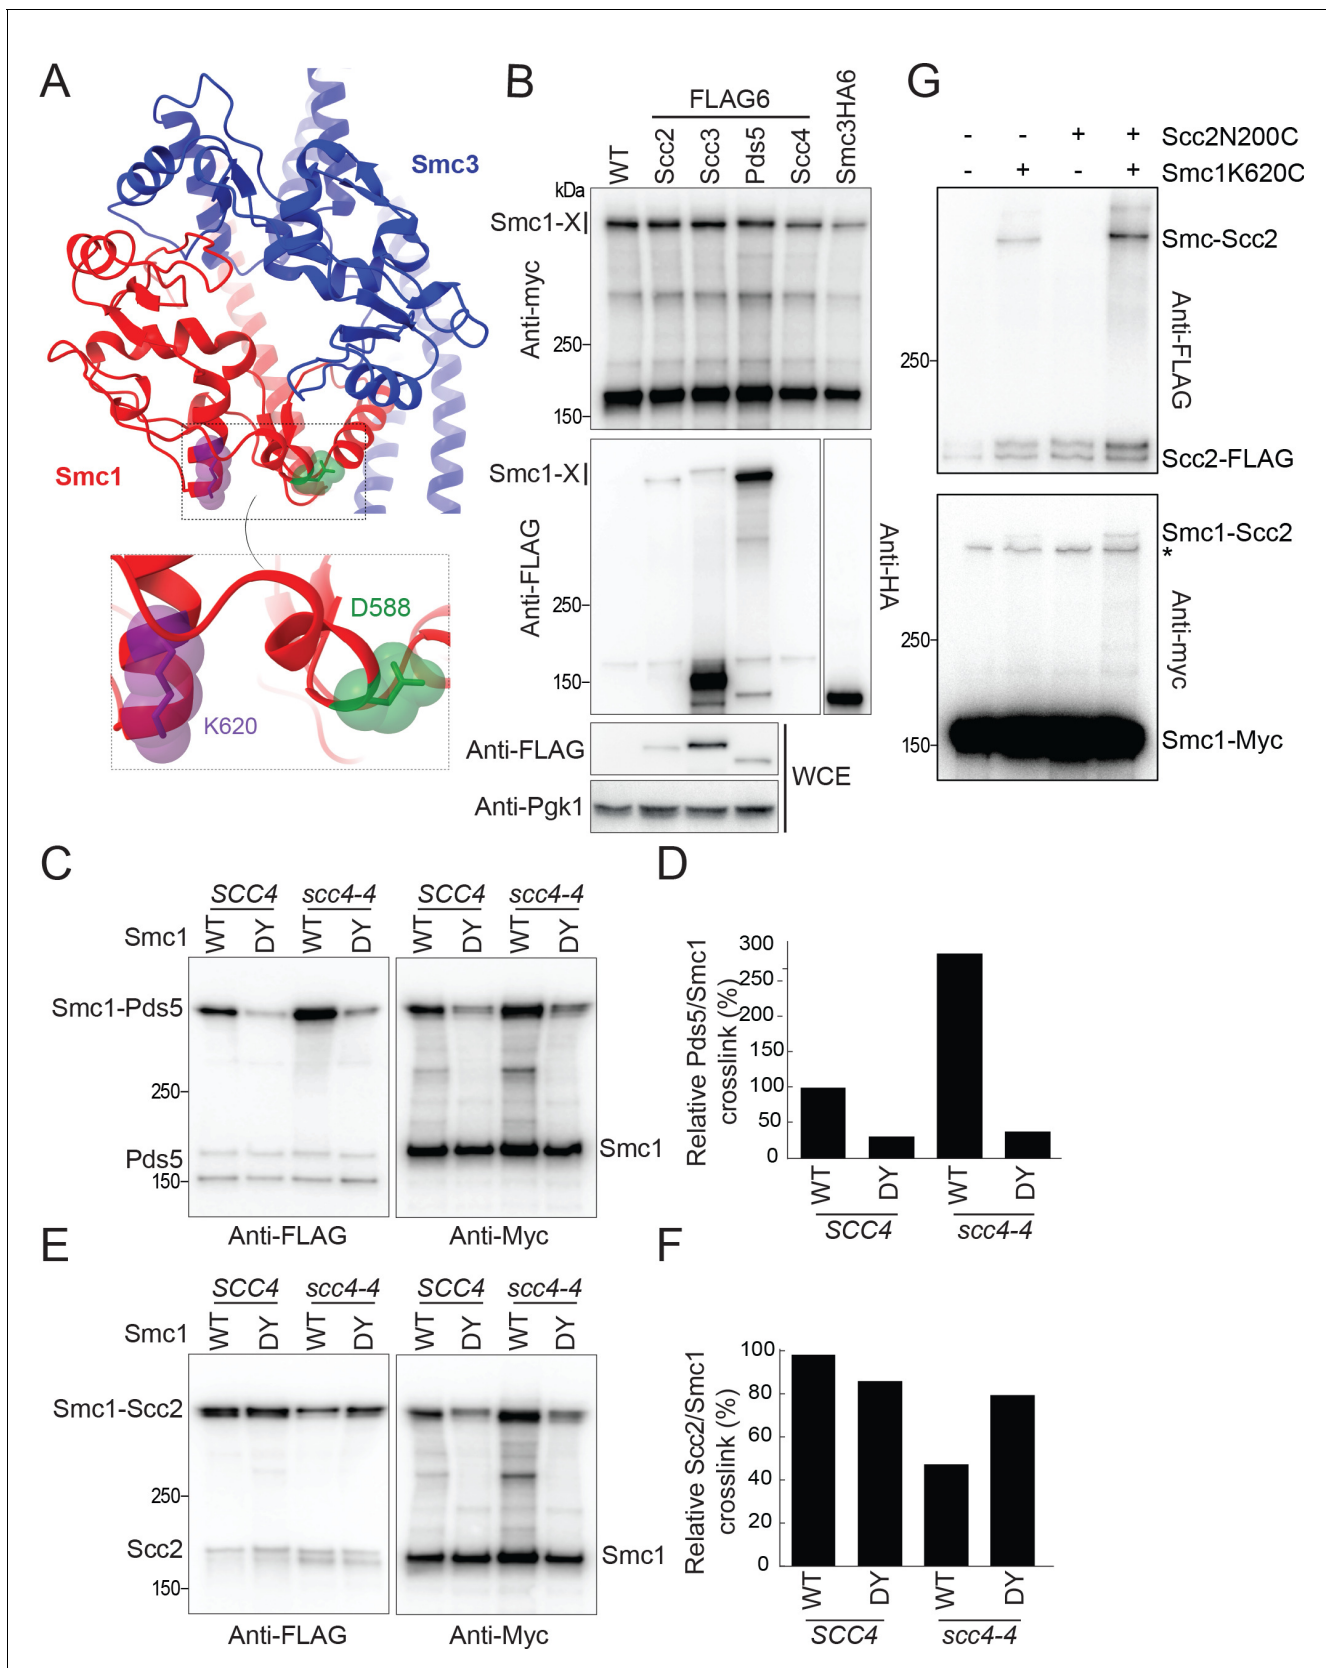 A
Smc3
Smc1
D588
K620
B
FLAG6
WT
Scc2
Scc3
Pds5
Scc4
Smc3HA6
kDa
Smc1-X
Anti-myc
250
150
Smc1-X
Anti-FLAG
250
150
Anti-HA
Anti-FLAG
Anti-Pgk1
WCE
G
- - + + Scc2N200C
- + - + Smc1K620C
Smc-Scc2
Anti-FLAG
250
Scc2-FLAG
Smc1-Scc2
*
Anti-myc
250
150
Smc1-Myc
C
SCC4 scc4-4 SCC4 scc4-4
Smc1 WT DY WT DY WT DY WT DY
Smc1-Pds5
250
Pds5
150
Smc1
Anti-FLAG Anti-Myc
D
Relative Pds5/Smc1
crosslink (%)
300
250
200
150
100
50
0
WT DY WT DY
SCC4 scc4-4
E
SCC4 scc4-4 SCC4 scc4-4
Smc1 WT DY WT DY WT DY WT DY
Smc1-Scc2
250
Scc2
150
Smc1
Anti-FLAG Anti-Myc
F
Relative Scc2/Smc1
crosslink (%)
100
80
60
40
20
0
WT DY WT DY
SCC4 scc4-4